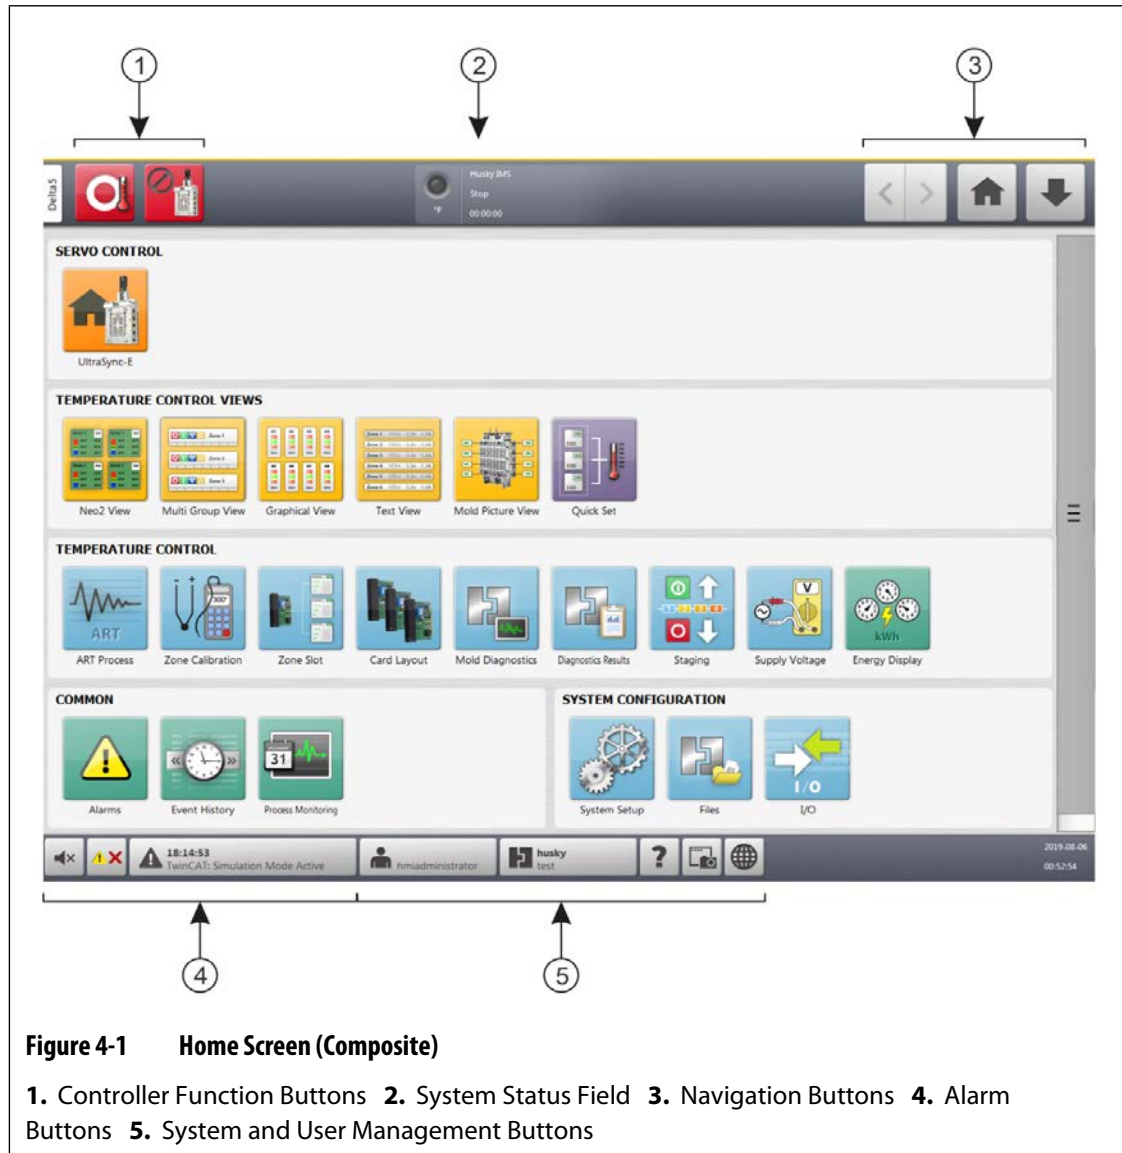 1
2
3
Delta5
°F
Husky IMS
Stop
00:00:00
SERVO CONTROL
UltraSync-E
TEMPERATURE CONTROL VIEWS
Neo2 View
Multi Group View
Graphical View
Text View
Mold Picture View
Quick Set
TEMPERATURE CONTROL
ART
kWh
V
ART Process
Zone Calibration
Zone Slot
Card Layout
Mold Diagnostics
Diagnostics Results
Staging
Supply Voltage
Energy Display
COMMON
SYSTEM CONFIGURATION
31
I/O
Alarms
Event History
Process Monitoring
System Setup
Files
I/O
18:14:53
TwinCAT: Simulation Mode Active
hmiadministrator
husky
test
?
2019-08-06
00:52:54
4
5
Figure 4-1 Home Screen (Composite)
1. Controller Function Buttons 2. System Status Field 3. Navigation Buttons 4. Alarm
Buttons 5. System and User Management Buttons